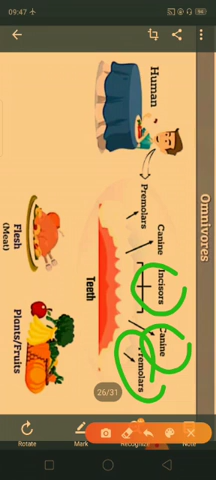 09:47
Omnivores
Human
Premolars
Canine
Incisors
Canine
Premolars
Teeth
Flesh
(Meat)
Plants/Fruits
26/31
Rotate
Mark
Recognize
Note